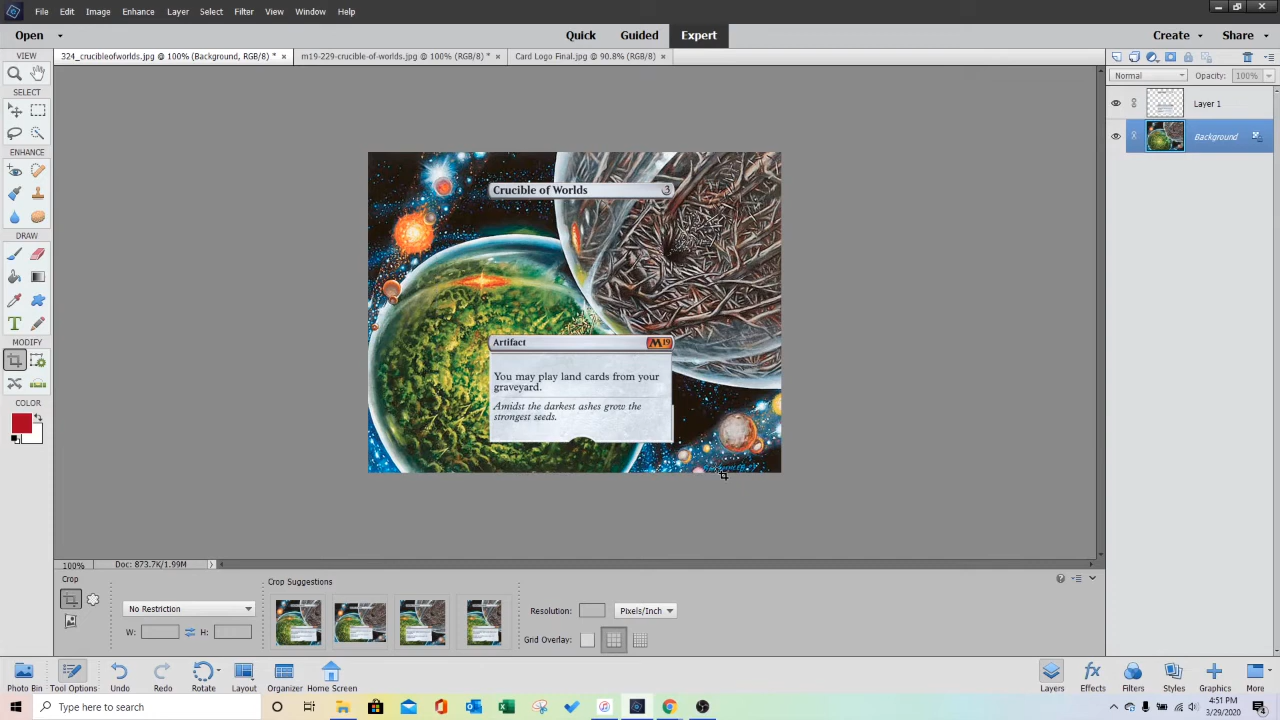 File Edit Image Enhance Layer Select Filter View Window Help
Open Quick Guided Expert Create Share
VIEW 324_crucibleofworlds.jpg @ 100% (Background, RGB/8) * × m19-229-crucible-of-worlds.jpg @ 100% (RGB/8) * × Card Logo Final.jpg @ 90.8% (RGB/8) ×
Normal Opacity: 100%
SELECT
Layer 1
Background
ENHANCE
DRAW
MODIFY
COLOR
Crucible of Worlds 3
Artifact M19
You may play land cards from your
graveyard.
Amidst the darkest ashes grow the
strongest seeds.
100% Doc: 873.7K/1.99M
Crop Crop Suggestions
No Restriction Resolution: Pixels/Inch
W: H: Grid Overlay:
Photo Bin Tool Options Undo Redo Rotate Layout Organizer Home Screen Layers Effects Filters Styles Graphics More
Type here to search
4:51 PM
3/29/2020
4